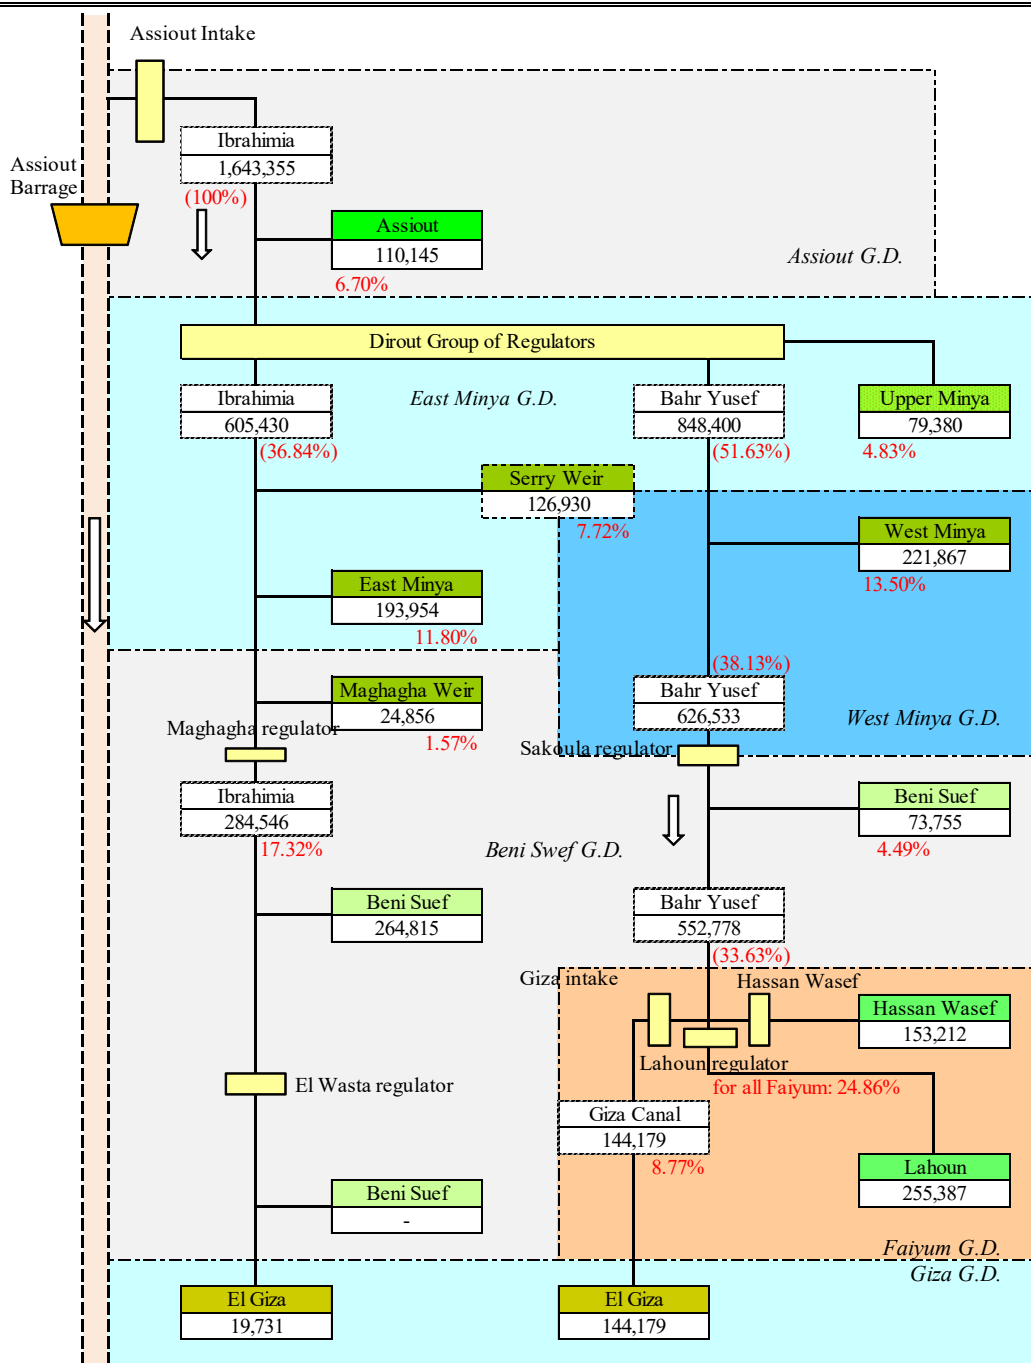 Assiout Intake
Ibrahimia
1,643,355
(100%)
Assiout
Barrage
Assiout
110,145
6.70%
Assiout G.D.
Dirout Group of Regulators
Ibrahimia
605,430
(36.84%)
East Minya G.D.
Bahr Yusef
848,400
(51.63%)
Upper Minya
79,380
4.83%
Serry Weir
126,930
7.72%
West Minya
221,867
13.50%
East Minya
193,954
11.80%
(38.13%)
Maghagha Weir
24,856
1.57%
Bahr Yusef
626,533
West Minya G.D.
Maghagha regulator
Sakoula regulator
Ibrahimia
284,546
17.32%
Beni Suef
73,755
4.49%
Beni Swef G.D.
Beni Suef
264,815
Bahr Yusef
552,778
(33.63%)
Giza intake
Hassan Wasef
Hassan Wasef
153,212
Lahoun regulator
El Wasta regulator
for all Faiyum: 24.86%
Giza Canal
144,179
8.77%
Lahoun
255,387
Beni Suef
-
Faiyum G.D.
Giza G.D.
El Giza
19,731
El Giza
144,179